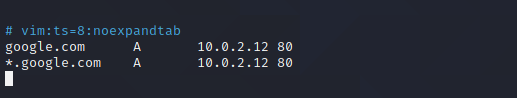 # vim:ts=8:noexpandtab
google.com A 10.0.2.12 80
*.google.com A 10.0.2.12 80